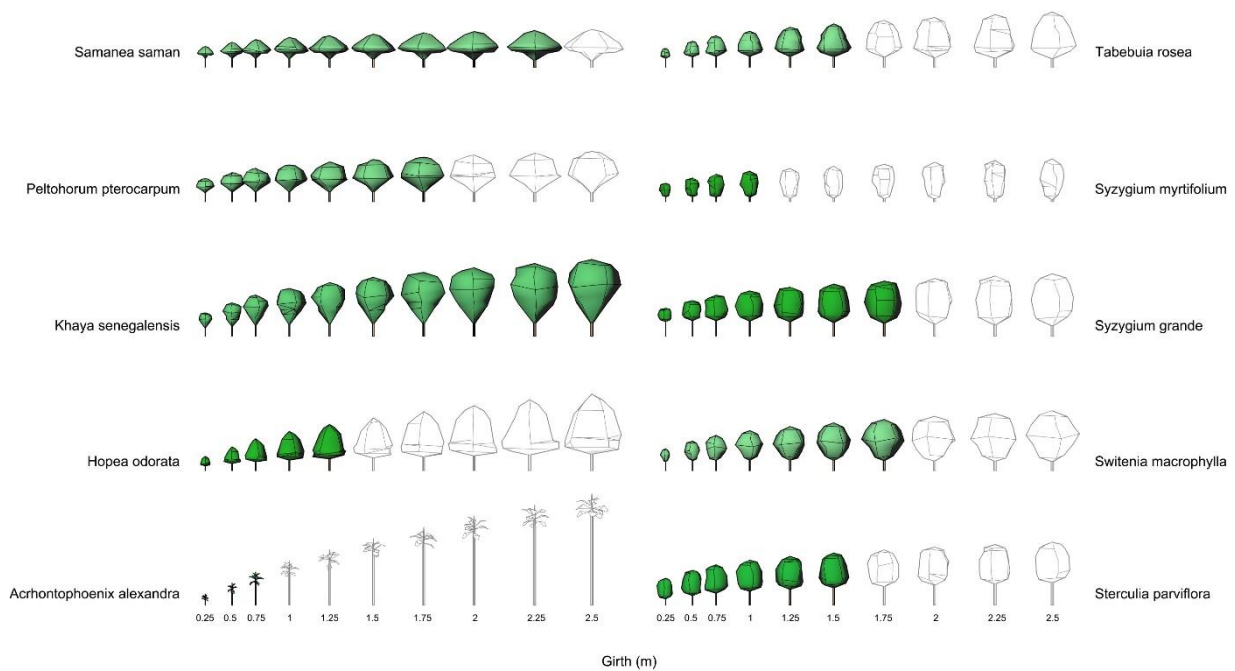 Samanea saman
Tabebuia rosea
Peltohorum pterocarpum
Syzygium myrtifolium
Khaya senegalensis
Syzygium grande
Hopea odorata
Switenia macrophylla
Acrhontophoenix alexandra
Sterculia parviflora
0.25 0.5 0.75 1 1.25 1.5 1.75 2 2.25 2.5
0.25 0.5 0.75 1 1.25 1.5 1.75 2 2.25 2.5
Girth (m)